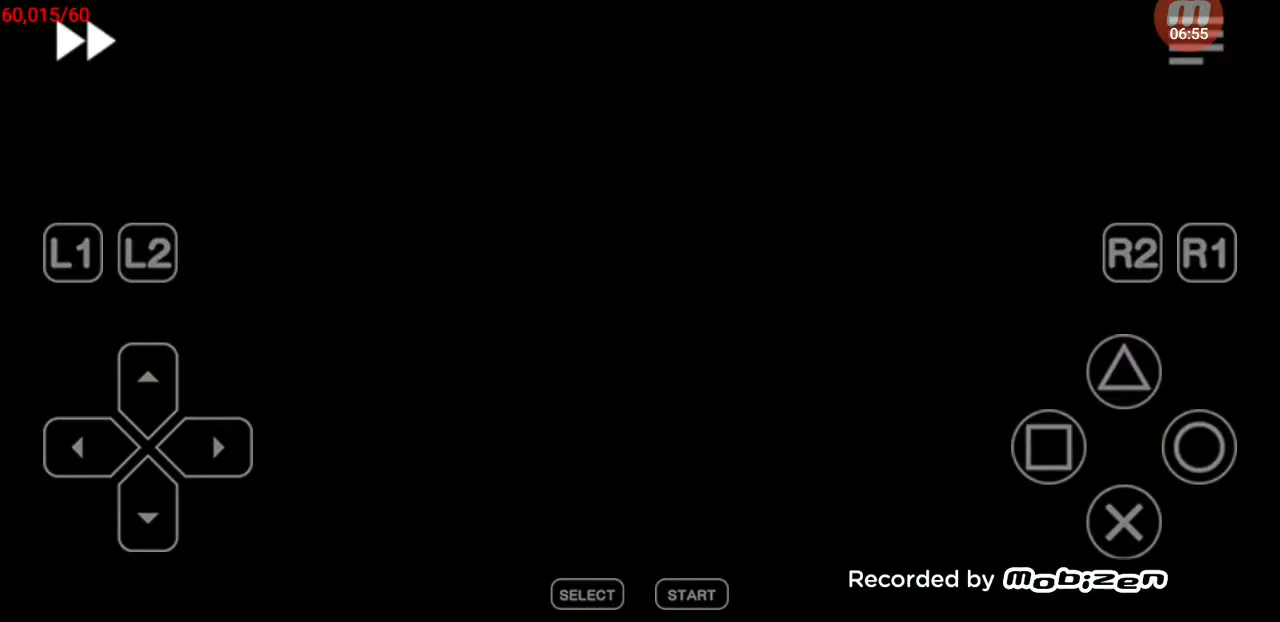 60,015/60
06:55
L1 L2
R2 R1
SELECT START
Recorded by mobizen